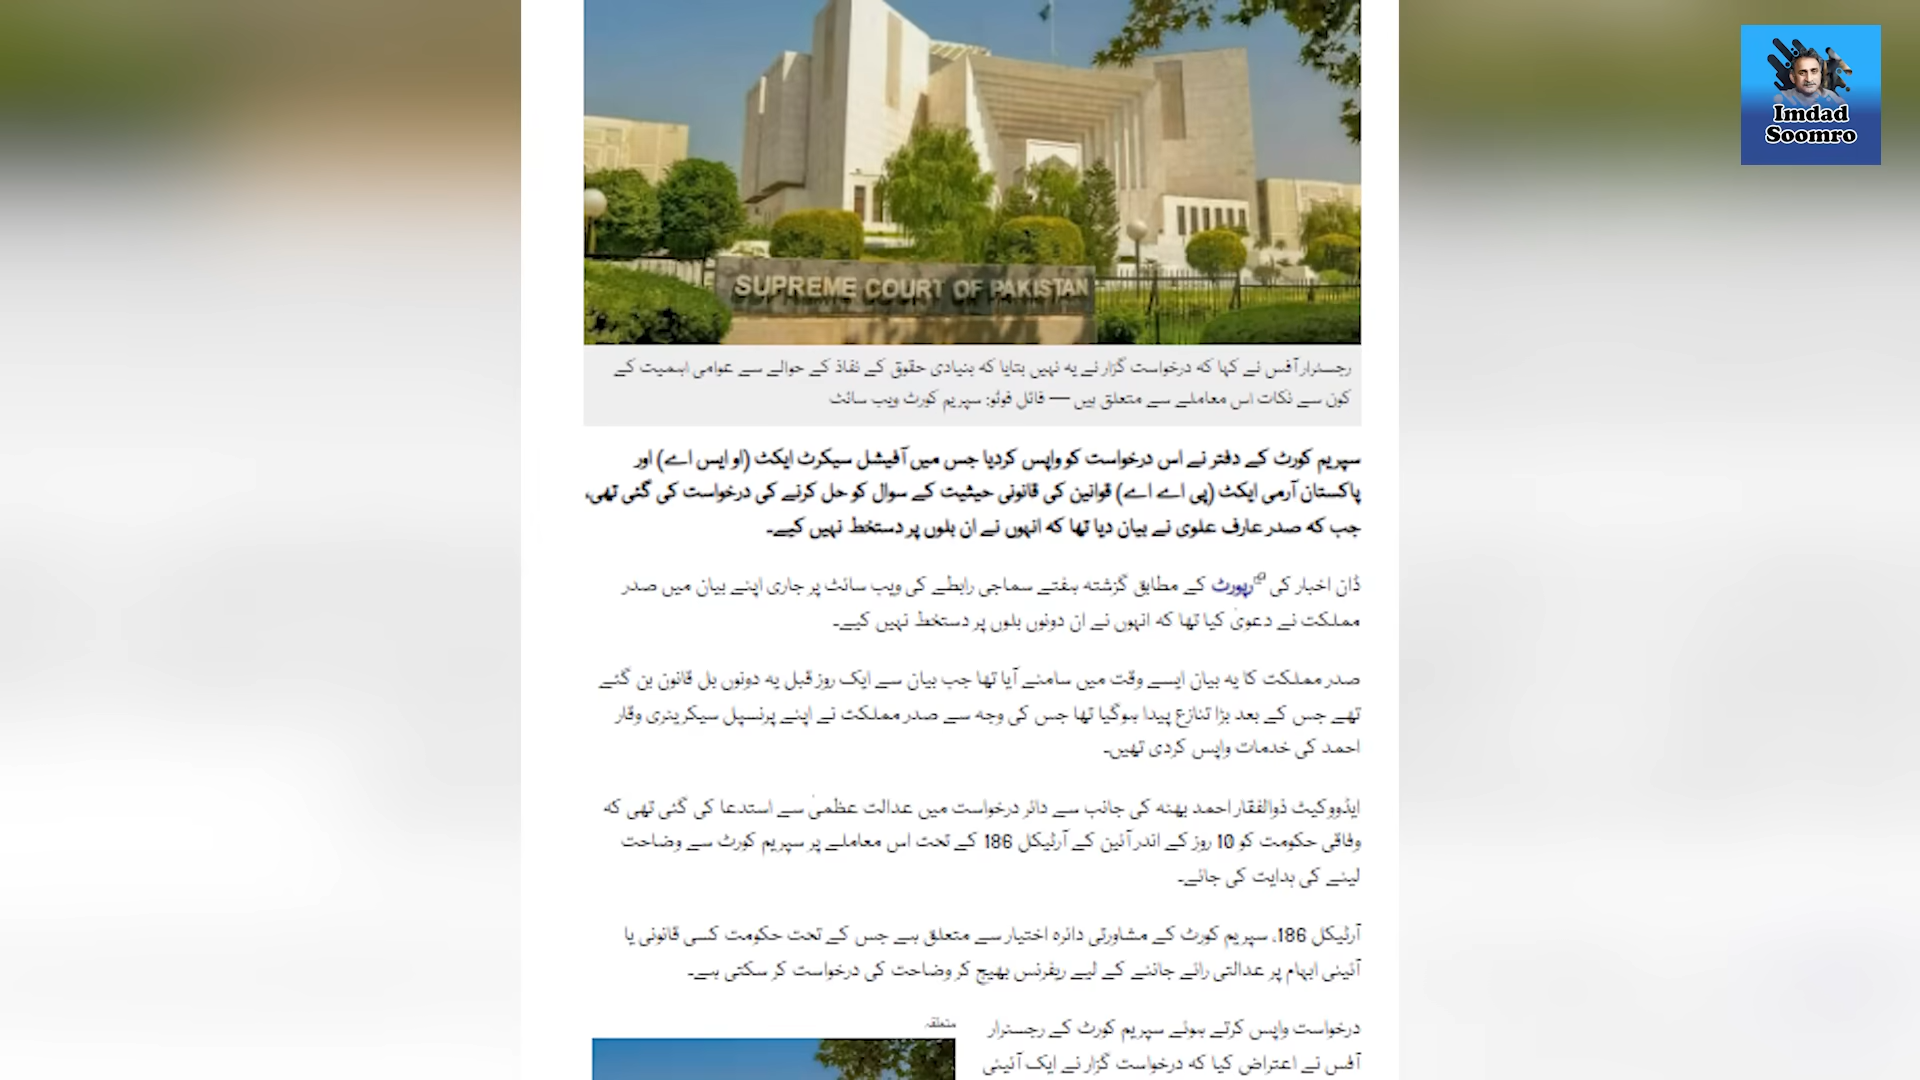 Imdad
Soomro
SUPREME COURT OF PAKISTAN
رجسٹرار آفس نے کہا کہ درخواست گزار نے یہ نہیں بتایا کہ بنیادی حقوق کے نفاذ کے حوالے سے عوامی اہمیت کے
کون سے نکات اس معاملے سے متعلق ہیں — فائل فوٹو: سپریم کورٹ ویب سائٹ
سپریم کورٹ کے دفتر نے اس درخواست کو واپس کردیا جس میں آفیشل سیکرٹ ایکٹ (او ایس اے) اور
پاکستان آرمی ایکٹ (پی اے اے) قوانین کی قانونی حیثیت کے سوال کو حل کرنے کی درخواست کی گئی تھی،
جب کہ صدر عارف علوی نے بیان دیا تھا کہ انہوں نے ان بلوں پر دستخط نہیں کیے۔
ڈان اخبار کی رپورٹ کے مطابق گزشتہ ہفتے سماجی رابطے کی ویب سائٹ پر جاری اپنے بیان میں صدر
مملکت نے دعویٰ کیا تھا کہ انہوں نے ان دونوں بلوں پر دستخط نہیں کیے۔
صدر مملکت کا یہ بیان ایسے وقت میں سامنے آیا تھا جب بیان سے ایک روز قبل یہ دونوں بل قانون بن گئے
تھے جس کے بعد بڑا تنازع پیدا ہوگیا تھا جس کی وجہ سے صدر مملکت نے اپنے پرنسپل سیکریٹری وقار
احمد کی خدمات واپس کردی تھیں۔
ایڈووکیٹ ذوالفقار احمد بھٹہ کی جانب سے دائر درخواست میں عدالت عظمیٰ سے استدعا کی گئی تھی کہ
وفاقی حکومت کو 10 روز کے اندر آئین کے آرٹیکل 186 کے تحت اس معاملے پر سپریم کورٹ سے وضاحت
لینے کی ہدایت کی جائے۔
آرٹیکل 186، سپریم کورٹ کے مشاورتی دائرہ اختیار سے متعلق ہے جس کے تحت حکومت کسی قانونی یا
آئینی ابہام پر عدالتی رائے جاننے کے لیے ریفرنس بھیج کر وضاحت کی درخواست کر سکتی ہے۔
درخواست واپس کرتے ہوئے سپریم کورٹ کے رجسٹرار
آفس نے اعتراض کیا کہ درخواست گزار نے ایک آئینی
متعلقہ